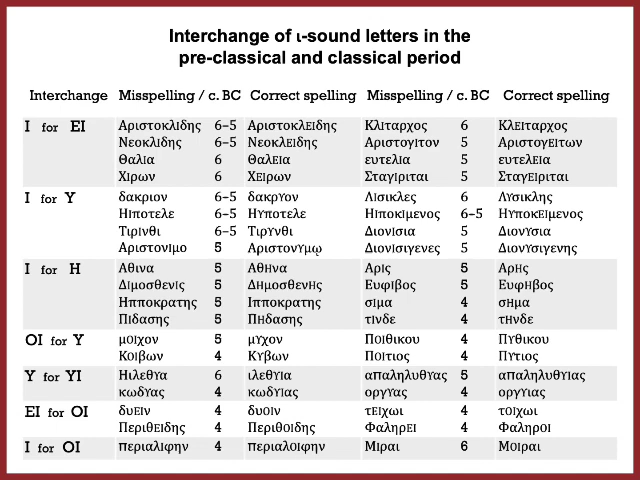 Interchange of ι-sound letters in the
pre-classical and classical period
Interchange Misspelling / c. BC Correct spelling Misspelling / c. BC Correct spelling
I for EI ΑριστοκλΙδης 6–5 ΑριστοκλΕΙδης ΚλΙταρχος 6 ΚλΕΙταρχος
ΝεοκλΙδης 6–5 ΝεοκλΕΙδης ΑριστογΙτον 5 ΑριστογΕΙτων
ΘαλΙα 6 ΘαλΕΙα ευτελΙα 5 ευτελΕΙα
ΧΙρων 6 ΧΕΙρων ΣταγΙριται 5 ΣταγΕΙριται
I for Y δακριον 6–5 δακρΥον ΛΙσικλες 6 ΛΥσικλης
ΗΙποτελε 6–5 ΗΥποτελε ΗΙποκΙμενος 6–5 ΗΥποκΕΙμενος
ΤιρΙνθι 6–5 ΤιρΥνθι ΔιονΙσια 5 ΔιονΥσια
ΑριστονΙμο 5 ΑριστονΥμῳ ΔιονΙσιγενες 5 ΔιονΥσιγενης
I for H ΑθΙνα 5 ΑθΗνα ΑρΙς 5 ΑρΗς
ΔΙμοσθενΙς 5 ΔΗμοσθενΗς ΕυφΙβος 5 ΕυφΗβος
Ηπποκρατης 5 Ιπποκρατης σΙμα 4 σΗμα
ΠΙδασης 5 ΠΗδασης τΙνδε 4 τΗνδε
OI for Y μΟΙχον 5 μΥχον ΠΟΙθικου 4 ΠΥθικου
ΚΟΙβων 4 ΚΥβων ΠΟΙτιος 4 ΠΥτιος
Y for YI ΗιλεθΥα 6 ιλεθΥΙα απαληλυθΥας 5 απαληλυθΥΙας
κωδΥας 4 κωδΥΙας οργΥας 4 οργΥΙας
EI for OI δυΕΙν 4 δυΟΙν τΕΙχωι 4 τΟΙχωι
ΠεριθΕΙδης 4 ΠεριθΟΙδης ΦαληρΕΙ 4 ΦαληρΟΙ
I for OI περιαλΙφην 4 περιαλΟΙφην ΜΙραι 6 ΜΟΙραι